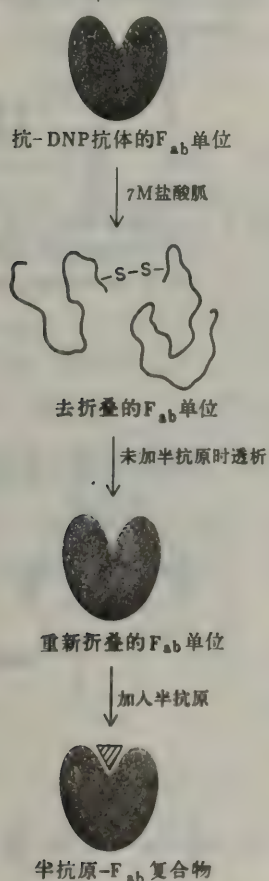 抗-DNP抗体的Fab单位
7M盐酸胍
-S-S-
去折叠的Fab单位
未加半抗原时透析
重新折叠的Fab单位
加入半抗原
半抗原-Fab复合物